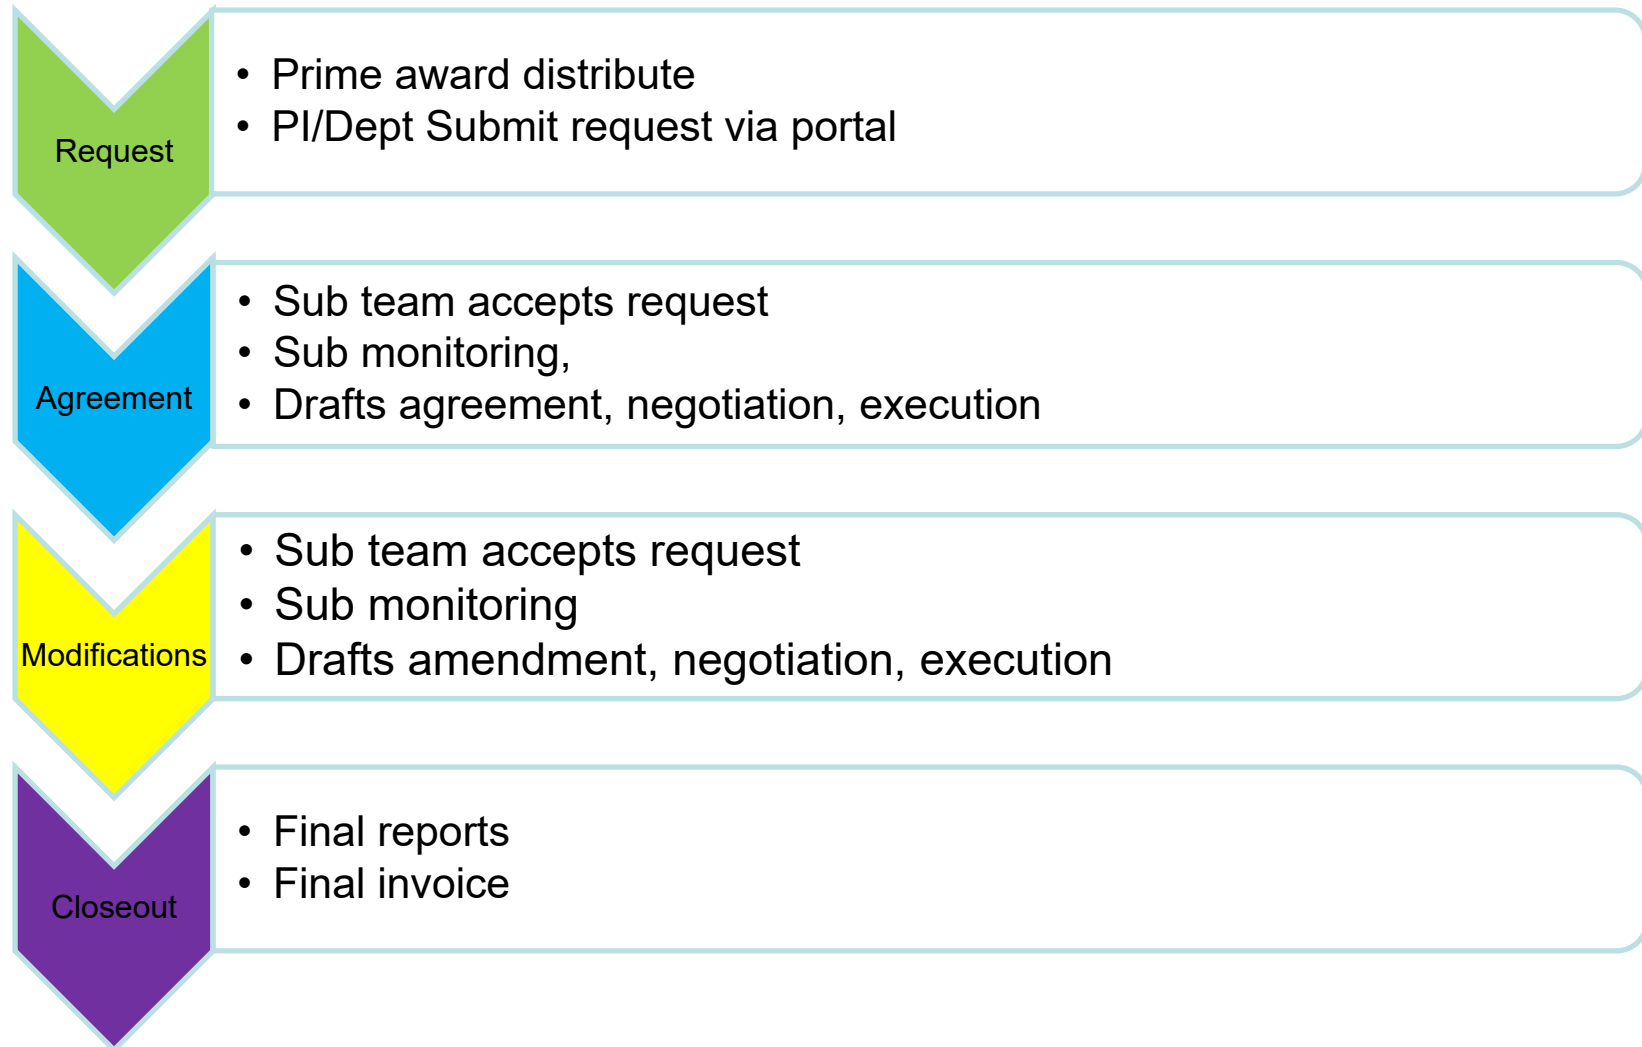 Request
• Prime award distribute
• PI/Dept Submit request via portal
Agreement
• Sub team accepts request
• Sub monitoring,
• Drafts agreement, negotiation, execution
Modifications
• Sub team accepts request
• Sub monitoring
• Drafts amendment, negotiation, execution
Closeout
• Final reports
• Final invoice